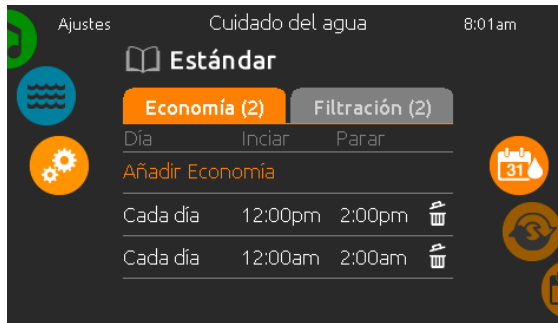 Ajustes Cuidado del agua 8:01am
Estándar
Economía (2) Filtración (2)
Día Inciar Parar
Añadir Economía
Cada día 12:00pm 2:00pm
Cada día 12:00am 2:00am
31